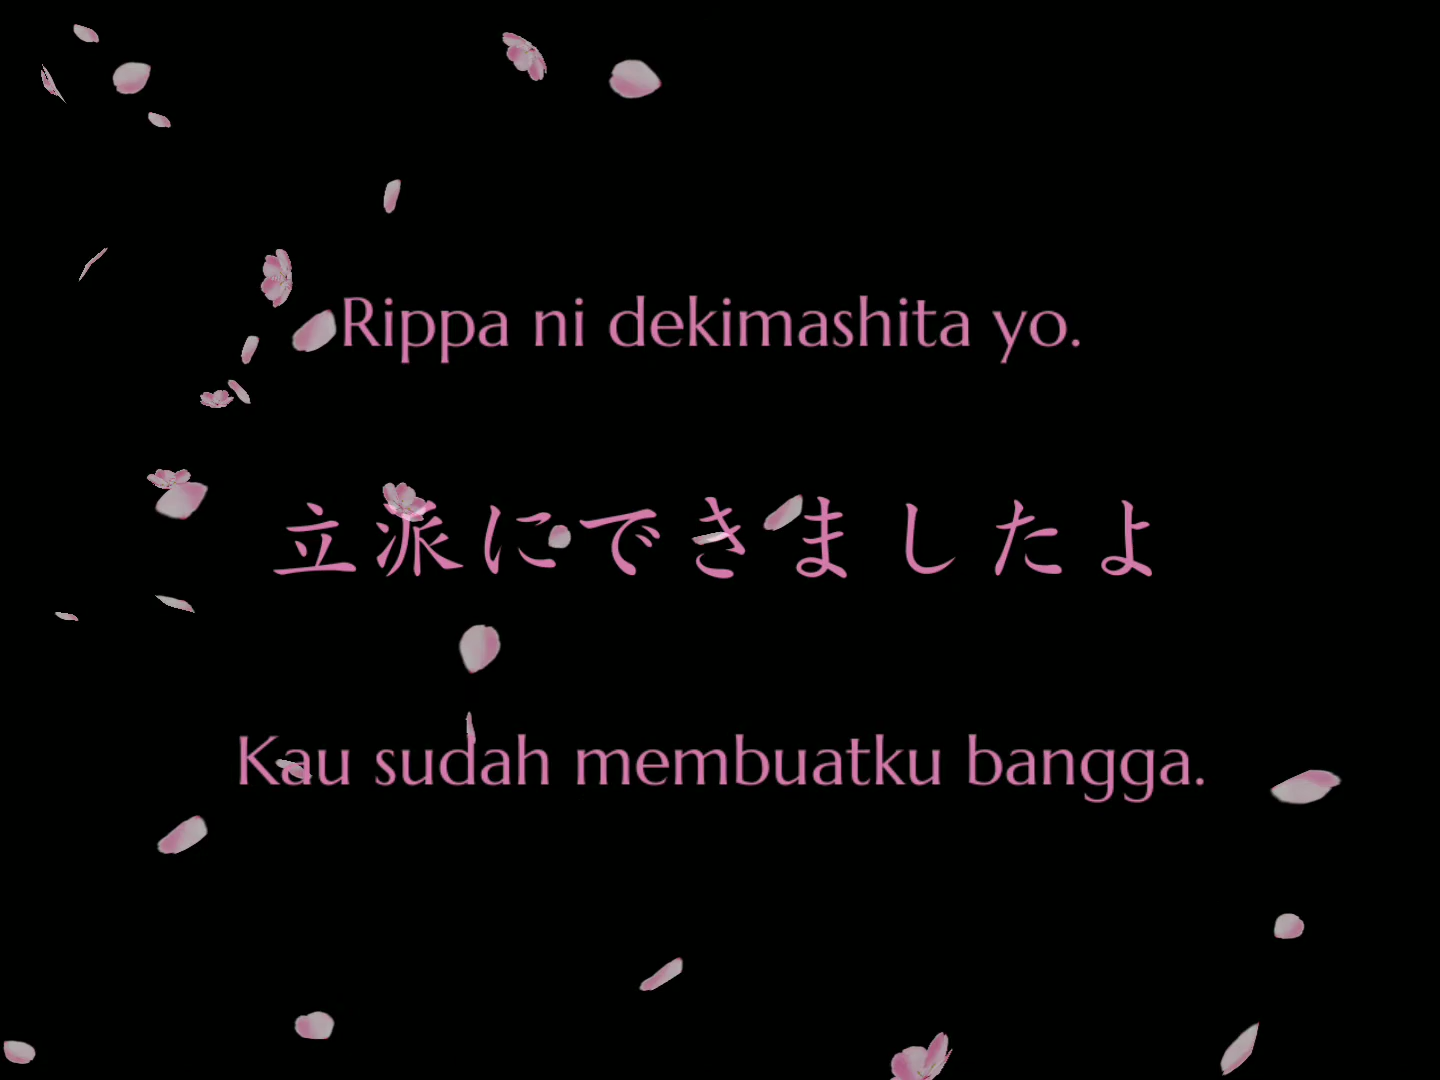 Rippa ni dekimashita yo.
立派にできましたよ
Kau sudah membuatku bangga.